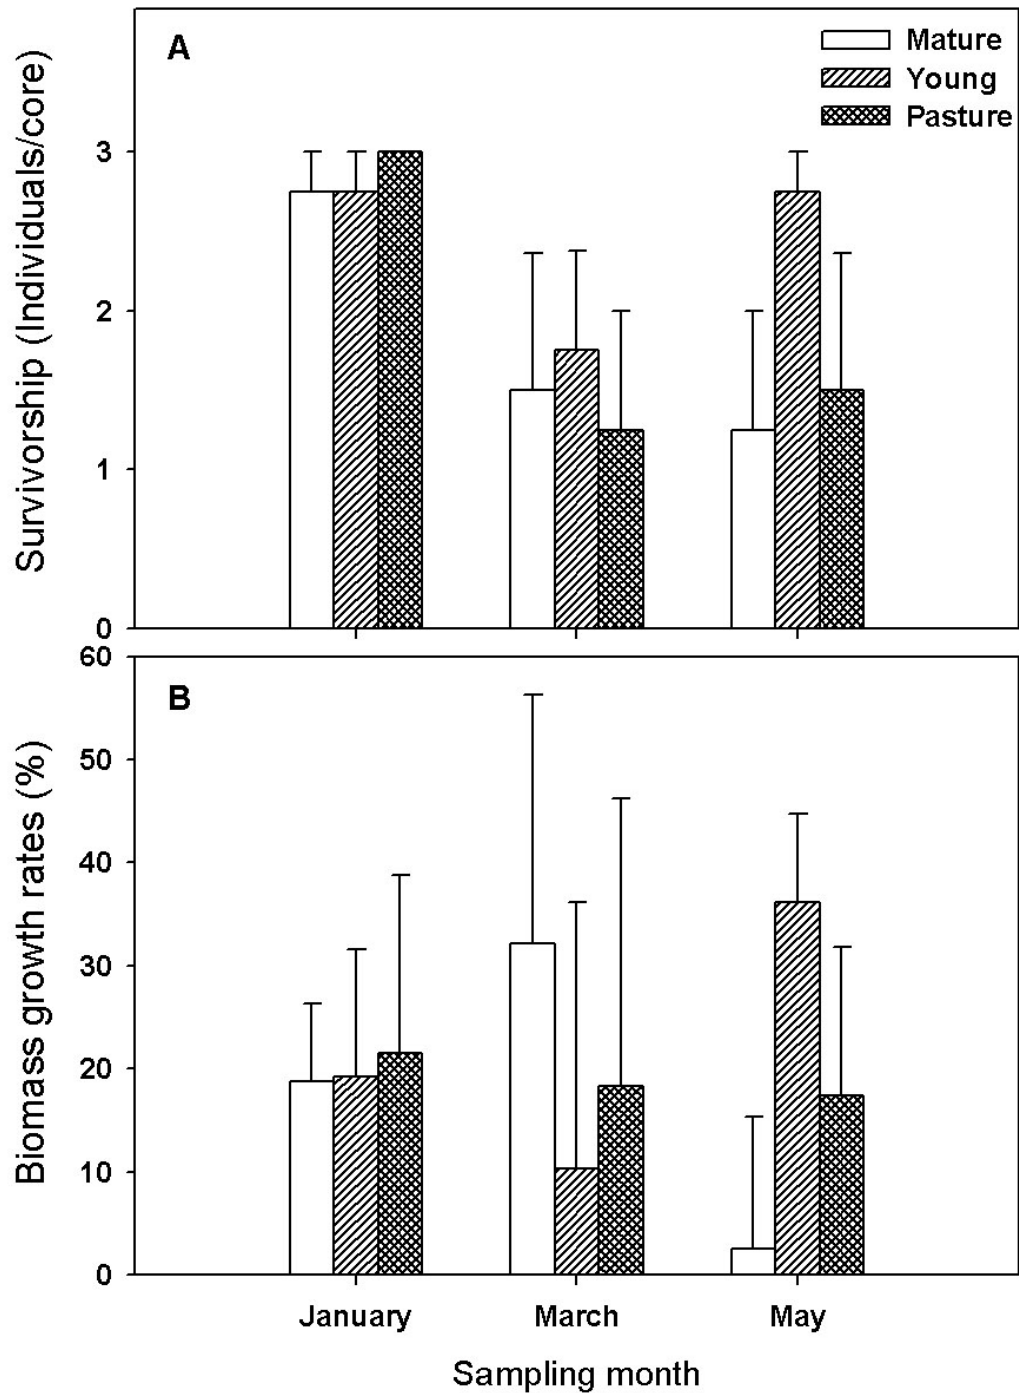 A
Mature
Young
Pasture
Survivorship (Individuals/core)
3
2
1
0
B
Biomass growth rates (%)
60
50
40
30
20
10
0
January March May
Sampling month